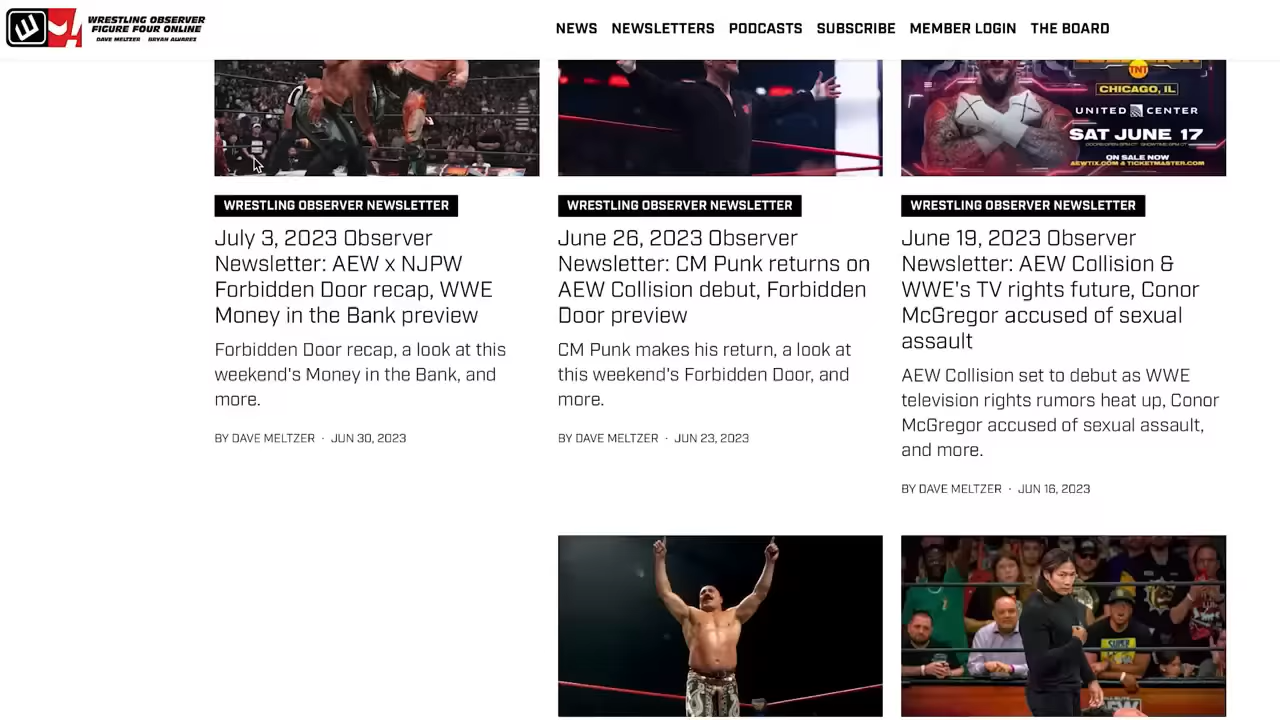 WRESTLING OBSERVER
FIGURE FOUR ONLINE
DAVE MELTZER BRYAN ALVAREZ
NEWS NEWSLETTERS PODCASTS SUBSCRIBE MEMBER LOGIN THE BOARD
TNT
CHICAGO, IL
UNITED CENTER
SAT JUNE 17
ON SALE NOW
AEWTIX.COM & TICKETMASTER.COM
WRESTLING OBSERVER NEWSLETTER
July 3, 2023 Observer
Newsletter: AEW x NJPW
Forbidden Door recap, WWE
Money in the Bank preview
Forbidden Door recap, a look at this
weekend's Money in the Bank, and
more.
BY DAVE MELTZER · JUN 30, 2023
WRESTLING OBSERVER NEWSLETTER
June 26, 2023 Observer
Newsletter: CM Punk returns on
AEW Collision debut, Forbidden
Door preview
CM Punk makes his return, a look at
this weekend's Forbidden Door, and
more.
BY DAVE MELTZER · JUN 23, 2023
WRESTLING OBSERVER NEWSLETTER
June 19, 2023 Observer
Newsletter: AEW Collision &
WWE's TV rights future, Conor
McGregor accused of sexual
assault
AEW Collision set to debut as WWE
television rights rumors heat up, Conor
McGregor accused of sexual assault,
and more.
BY DAVE MELTZER · JUN 16, 2023
SUPER
AEW